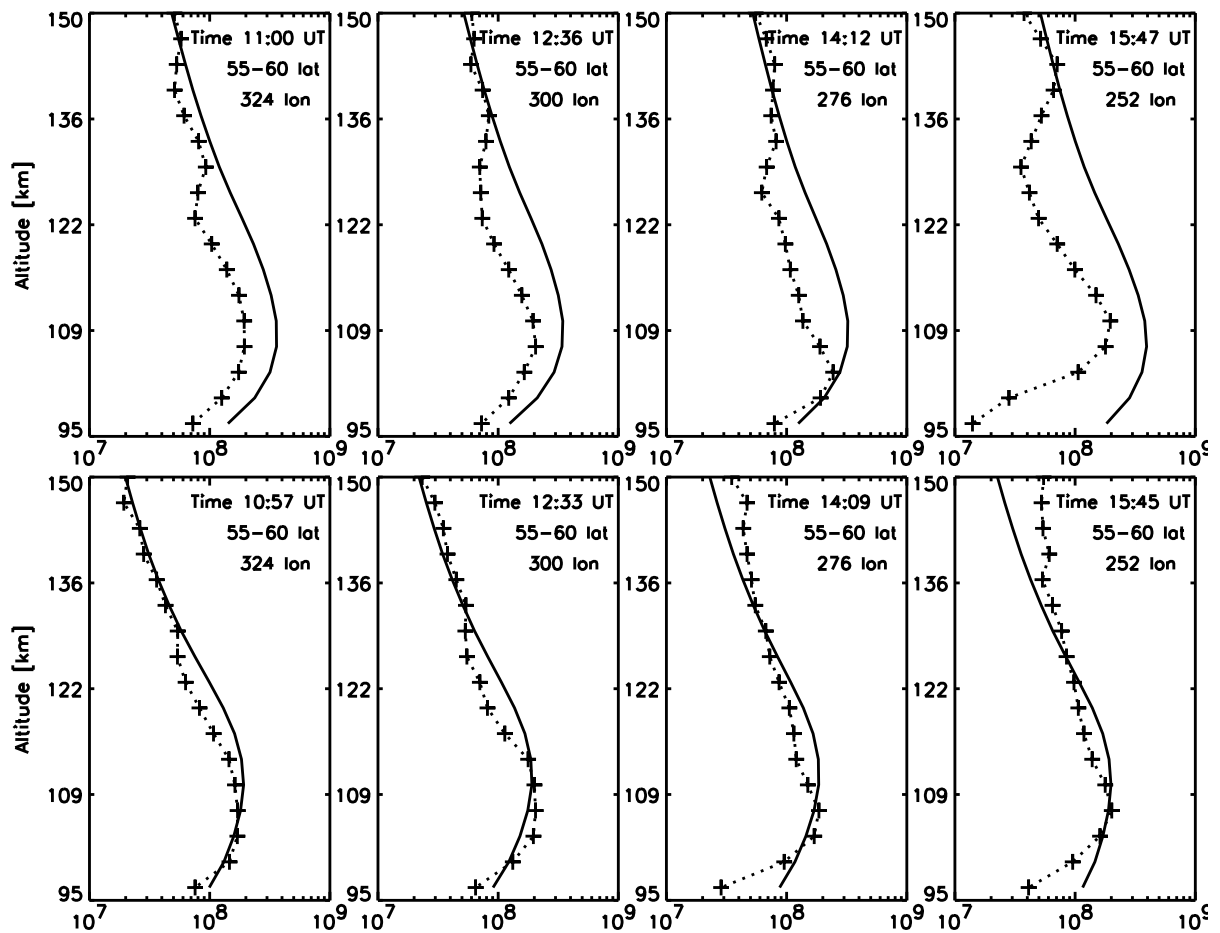 150
136
122
109
95
Altitude [km]
Time 11:00 UT
55-60 lat
324 lon
10^7 10^8 10^9
150
136
122
109
95
Time 12:36 UT
55-60 lat
300 lon
10^7 10^8 10^9
150
136
122
109
95
Time 14:12 UT
55-60 lat
276 lon
10^7 10^8 10^9
150
136
122
109
95
Time 15:47 UT
55-60 lat
252 lon
10^7 10^8 10^9
150
136
122
109
95
Altitude [km]
Time 10:57 UT
55-60 lat
324 lon
10^7 10^8 10^9
150
136
122
109
95
Time 12:33 UT
55-60 lat
300 lon
10^7 10^8 10^9
150
136
122
109
95
Time 14:09 UT
55-60 lat
276 lon
10^7 10^8 10^9
150
136
122
109
95
Time 15:45 UT
55-60 lat
252 lon
10^7 10^8 10^9